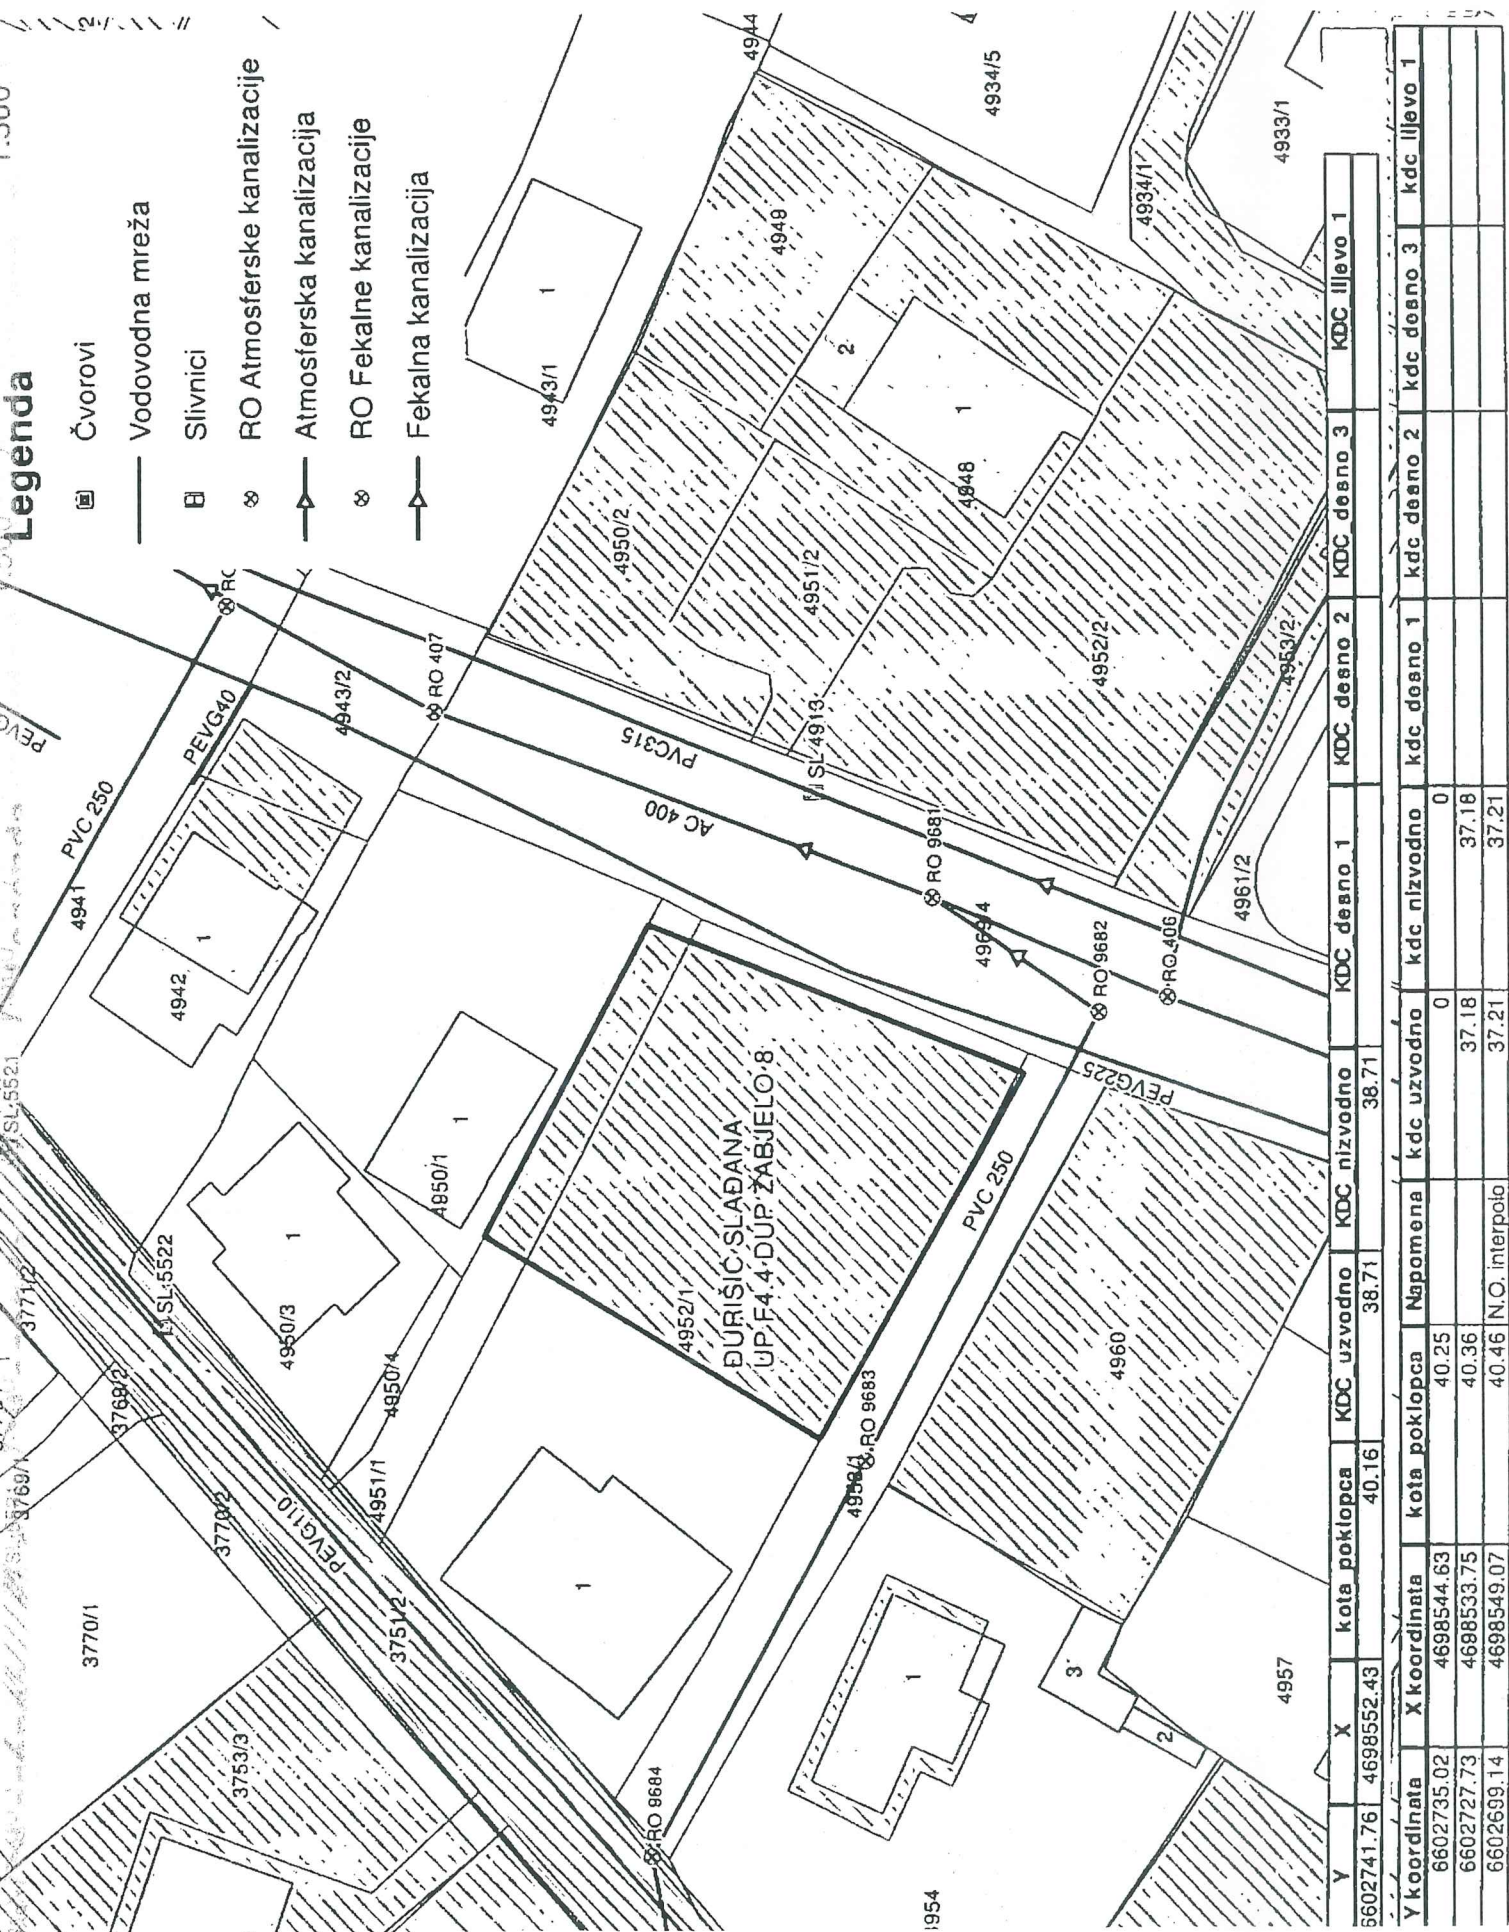 Legenda
Čvorovi
Vodovodna mreža
Slivnici
RO Atmosferske kanalizacije
Atmosferska kanalizacija
RO Fekalne kanalizacije
Fekalna kanalizacija
3770/1
3753/3
3769/1
3769/2
3771/2
3770/2
PEVG110
3751/2
SL 5521
SL 5522
4950/3
4950/4
4951/1
4950/1
4941
4942
PVC 250
PEVG40
4943/2
RO 407
4943/1
4944
4934/5
4934/1
4933/1
4949
4950/2
4951/2
4948
4952/2
4953/2
4961/2
SL 4913
PVC315
AC 400
RO 9681
RO 9682
RO 406
PEVG225
PVC 250
4952/1
ĐURIŠIĆ SLAĐANA
UP F4.4 DUP ZABJELO 8
RO 9683
RO 9684
4960
4957
1
1
1
1
1
1
1
2
2
3
Y | X | kota poklopca | KDC uzvodno | KDC nizvodno | KDC desno 1 | KDC desno 2 | KDC desno 3 | KDC lijevo 1
6602741.76 | 4698552.43 | 40.16 | 38.71 | 38.71
Y koordinata | X koordinata | kota poklopca | Napomena | kdc uzvodno | kdc nizvodno | kdc desno 1 | kdc desno 2 | kdc desno 3 | kdc lijevo 1
6602735.02 | 4698544.63 | 40.25 | 0 | 0
6602727.73 | 4698533.75 | 40.36 | 37.18 | 37.18
6602699.14 | 4698549.07 | 40.46 | N.O. interpolo | 37.21 | 37.21